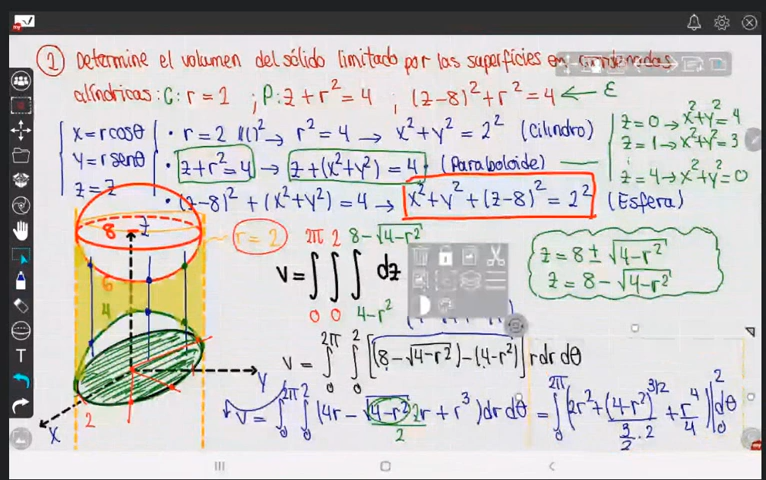 2 Determine el volumen del sólido limitado por las superficies en
cilíndricas: C: r = 2 ; P: z + r² = 4 ; (z-8)² + r² = 4 ← E
x = r cosθ
y = r senθ
z = z
• r = 2 |()² → r² = 4 → x² + y² = 2² (Cilindro)
• z + r² = 4 → z + (x² + y²) = 4 (Paraboloide)
• (z-8)² + (x² + y²) = 4 → x² + y² + (z-8)² = 2² (Esfera)
z = 0 → x² + y² = 4
z = 1 → x² + y² = 3
⋮
z = 4 → x² + y² = 0
8
z
r = 2
6
4
2
X
Y
V = ∫₀^{2π} ∫₀^{2} ∫_{4-r²}^{8-√(4-r²)} dz
z = 8 ± √(4-r²)
z = 8 - √(4-r²)
V = ∫₀^{2π} ∫₀^{2} [(8-√(4-r²)) - (4-r²)] r dr dθ
V = ∫₀^{2π} ∫₀^{2} (4r - √(4-r²) 2r/2 + r³) dr dθ = ∫₀^{2π} (2r² + (4-r²)^{3/2}/(3/2 · 2) + r⁴/4)|₀² dθ
T